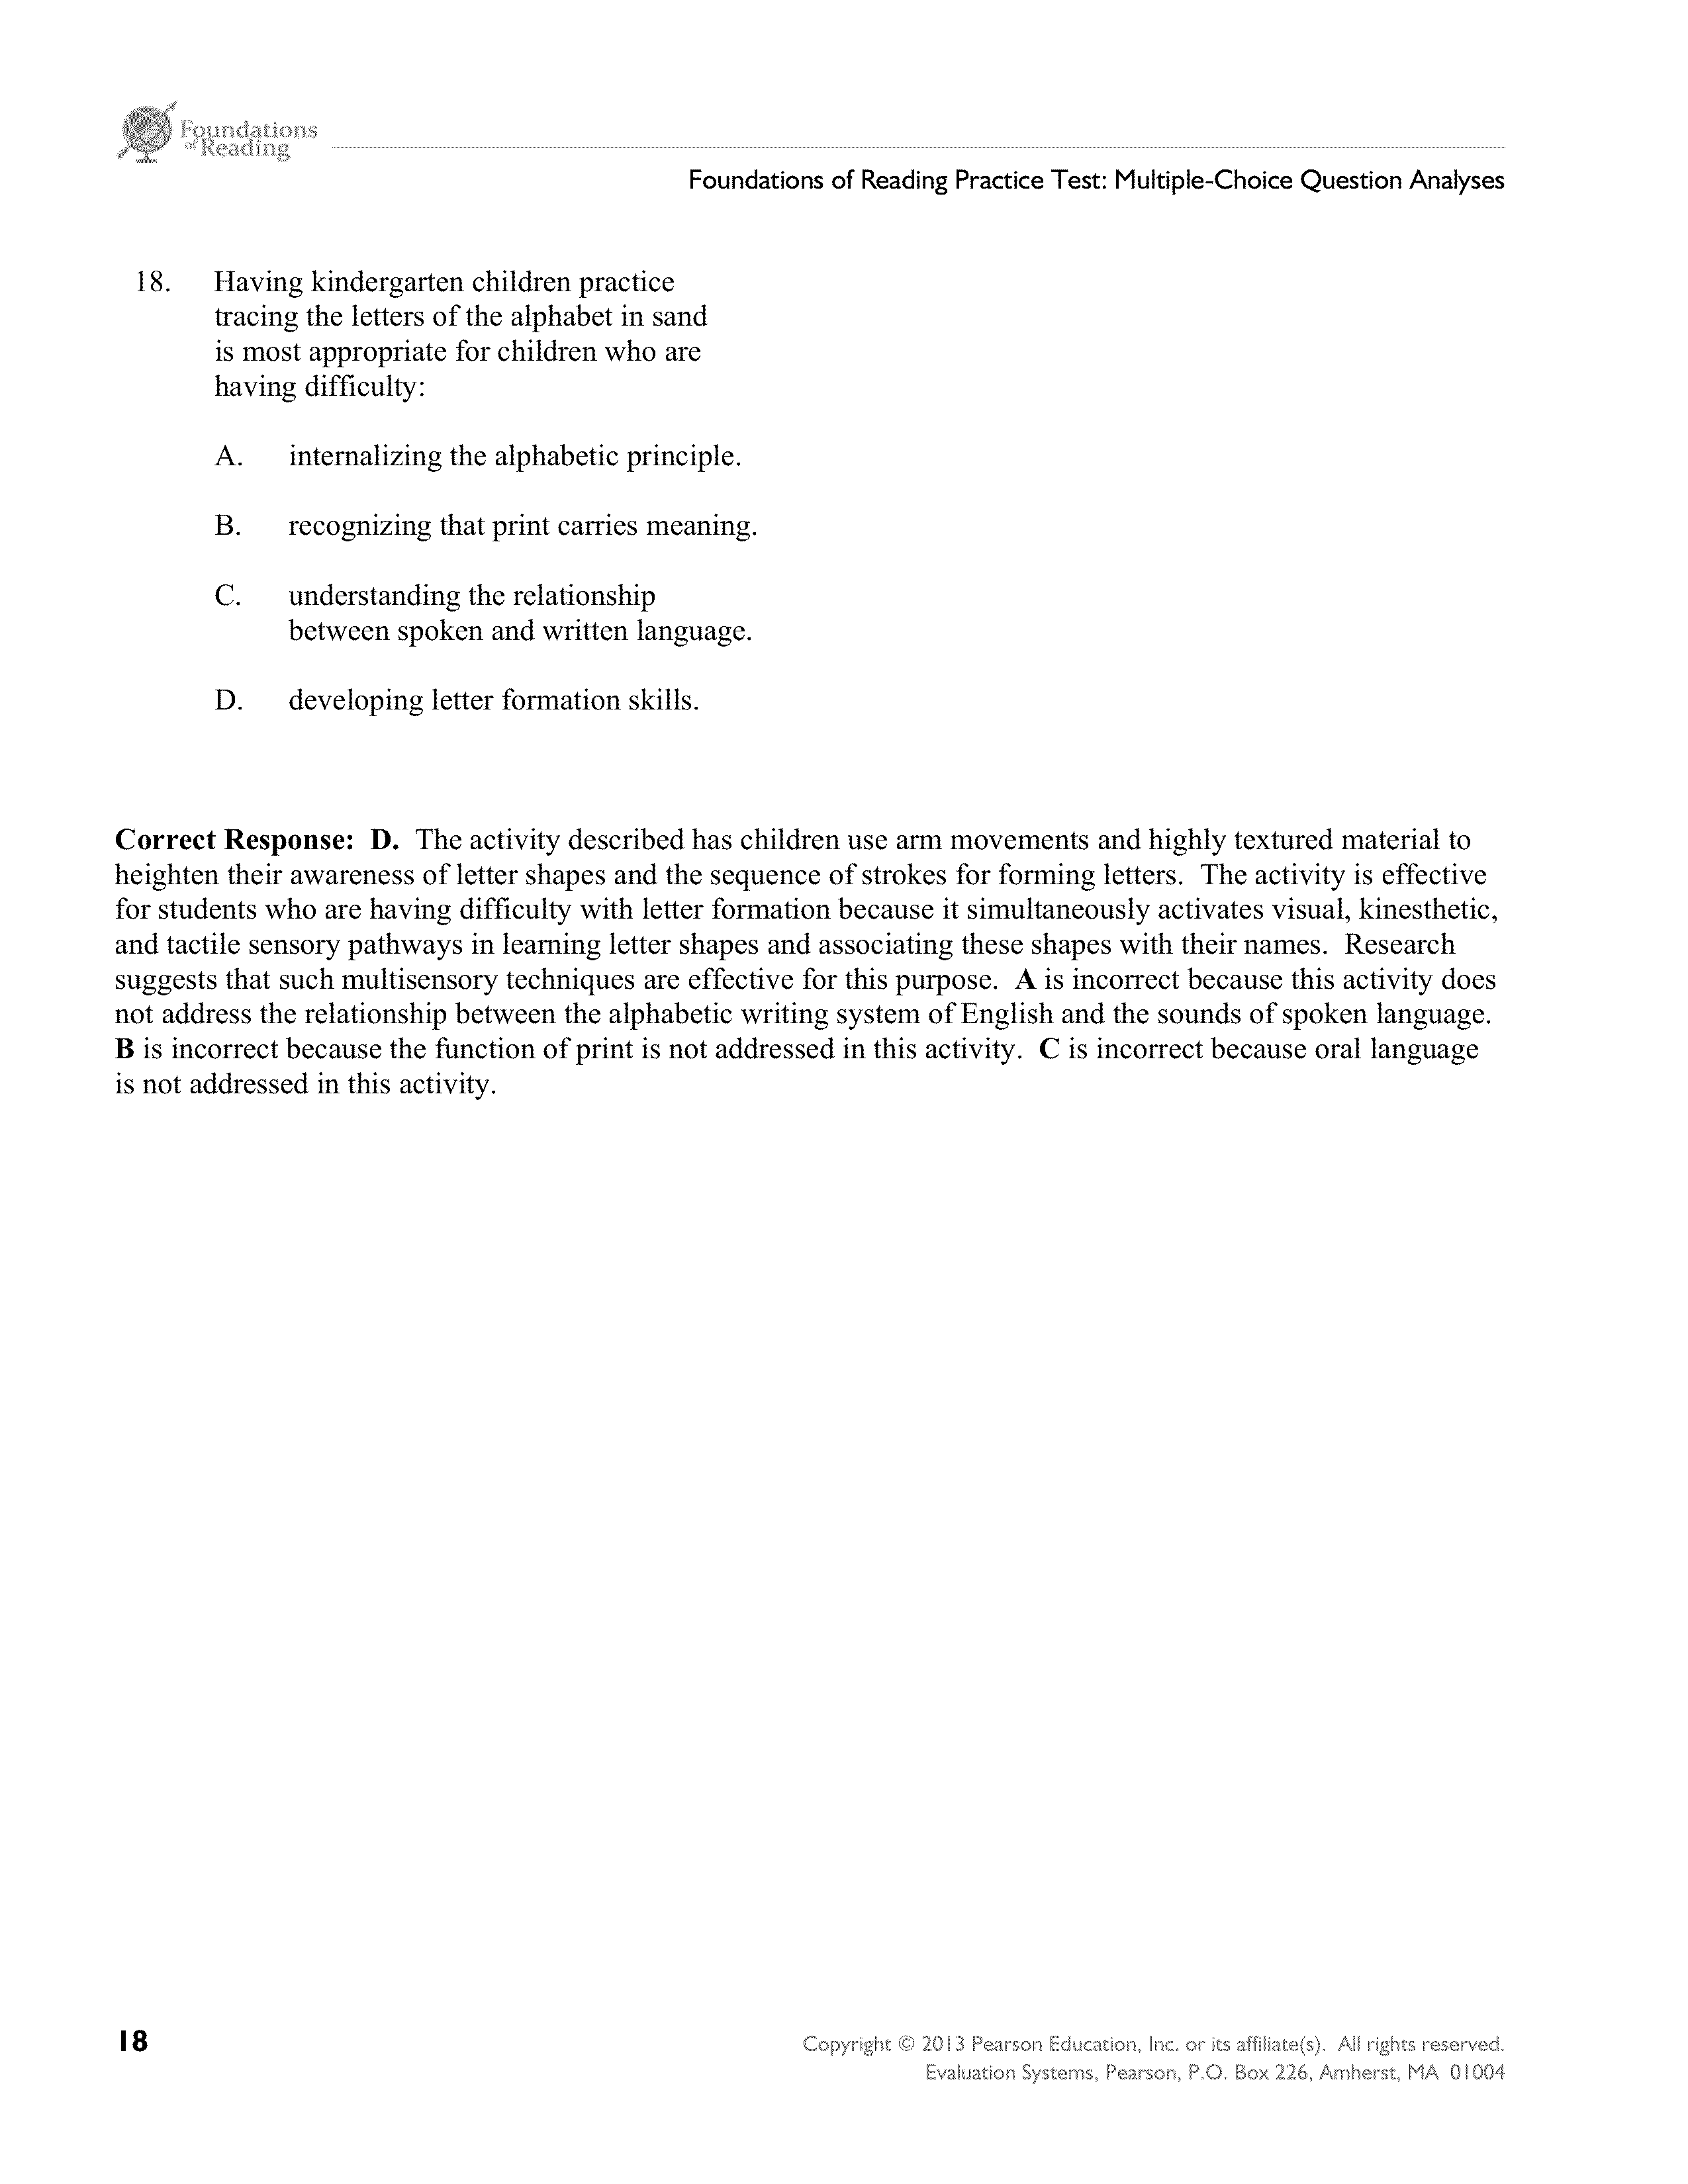 Foundations
of Reading
Foundations of Reading Practice Test: Multiple-Choice Question Analyses
18. Having kindergarten children practice
tracing the letters of the alphabet in sand
is most appropriate for children who are
having difficulty:
A. internalizing the alphabetic principle.
B. recognizing that print carries meaning.
C. understanding the relationship
between spoken and written language.
D. developing letter formation skills.
Correct Response: D. The activity described has children use arm movements and highly textured material to
heighten their awareness of letter shapes and the sequence of strokes for forming letters. The activity is effective
for students who are having difficulty with letter formation because it simultaneously activates visual, kinesthetic,
and tactile sensory pathways in learning letter shapes and associating these shapes with their names. Research
suggests that such multisensory techniques are effective for this purpose. A is incorrect because this activity does
not address the relationship between the alphabetic writing system of English and the sounds of spoken language.
B is incorrect because the function of print is not addressed in this activity. C is incorrect because oral language
is not addressed in this activity.
18
Copyright © 2013 Pearson Education, Inc. or its affiliate(s). All rights reserved.
Evaluation Systems, Pearson, P.O. Box 226, Amherst, MA 01004